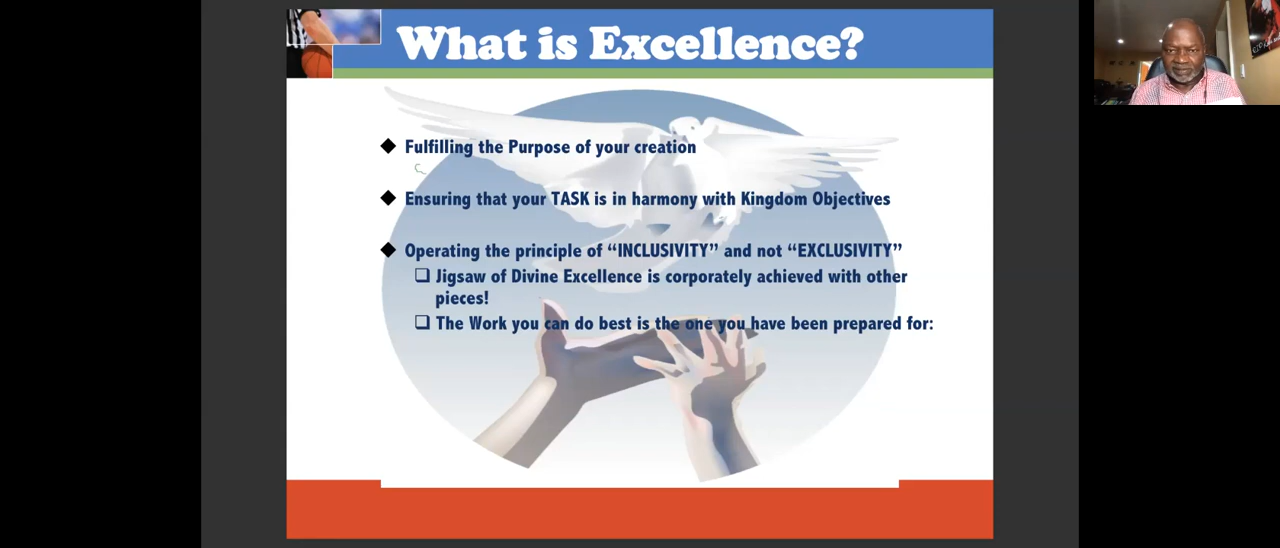 What is Excellence?
Fulfilling the Purpose of your creation
Ensuring that your TASK is in harmony with Kingdom Objectives
Operating the principle of “INCLUSIVITY” and not “EXCLUSIVITY”
Jigsaw of Divine Excellence is corporately achieved with other
pieces!
The Work you can do best is the one you have been prepared for: